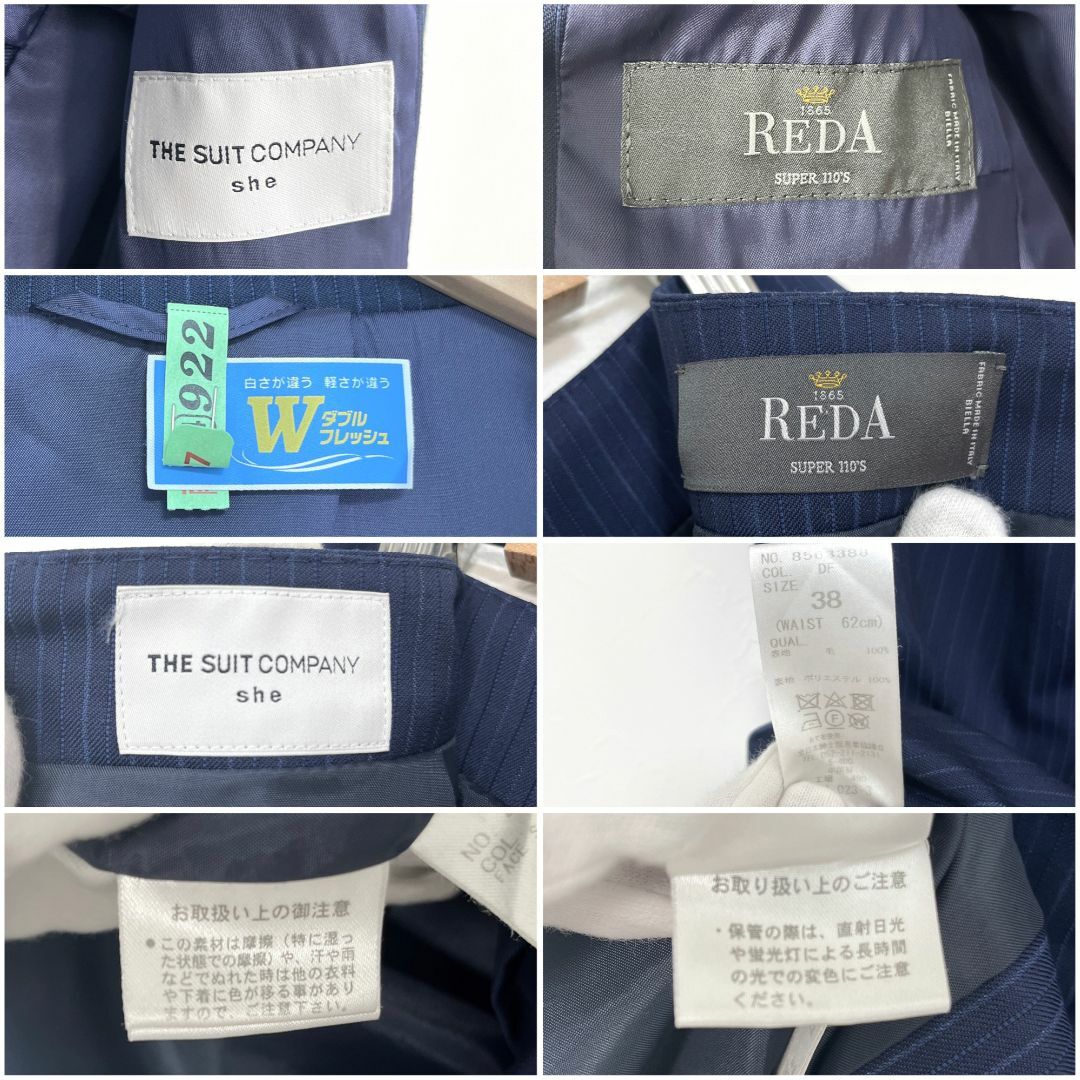 THE SUIT COMPANY
she
1865
REDA
SUPER 110'S
FABRIC MADE IN ITALY
BIELLA
922
7
白さが違う 軽さが違う
W ダブル
フレッシュ
1865
REDA
SUPER 110'S
FABRIC MADE IN ITALY
BIELLA
THE SUIT COMPANY
she
NO. 8563388
COL. DF
SIZE
38
(WAIST 62cm)
QUAL.
表地 毛 100%
裏地 ポリエステル 100%
NO.
COL.
FACE
お取扱い上の御注意
●この素材は摩擦(特に湿っ
た状態での摩擦)や、汗や雨
などでぬれた時は他の衣料
や下着に色が移る事があり
ますので、ご注意下さい。
お取り扱い上のご注意
・保管の際は、直射日光
や蛍光灯による長時間
の光での変色にご注意
ください。